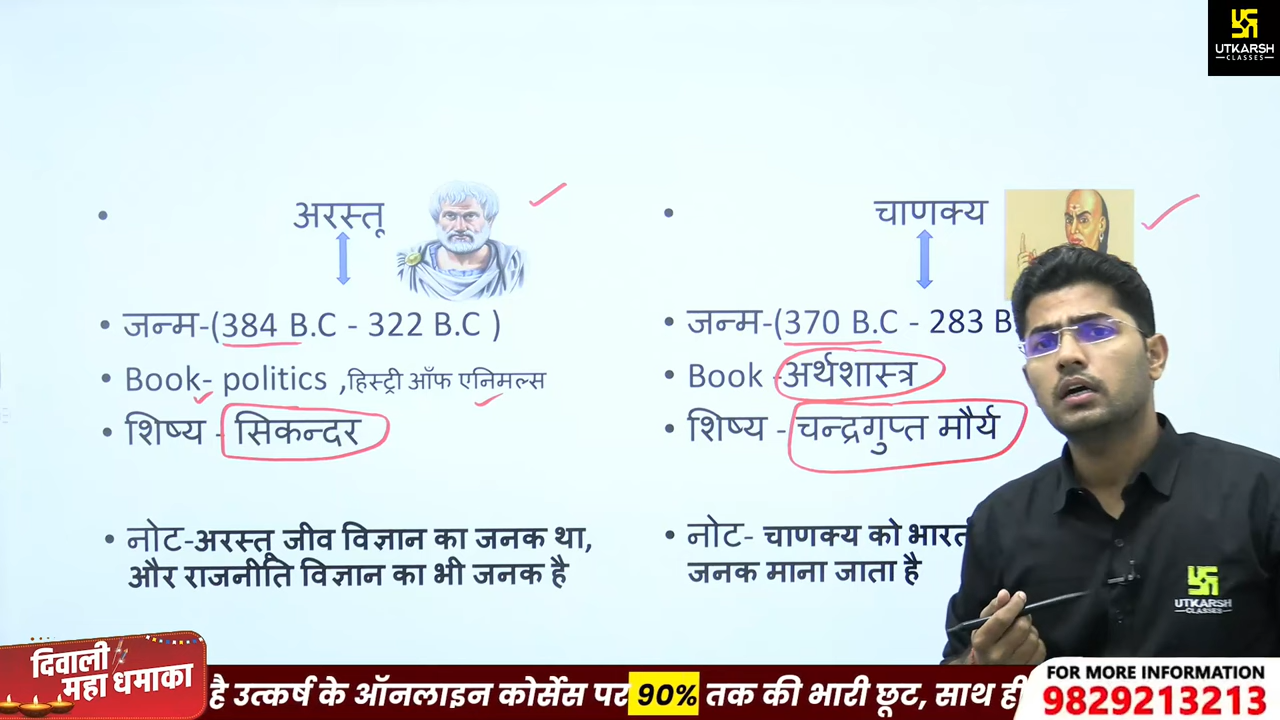 UTKARSH
CLASSES
• अरस्तू
• जन्म-(384 B.C - 322 B.C )
• Book- politics ,हिस्ट्री ऑफ एनिमल्स
• शिष्य - सिकन्दर
• नोट-अरस्तू जीव विज्ञान का जनक था,
और राजनीति विज्ञान का भी जनक है
• चाणक्य
• जन्म-(370 B.C - 283 B
• Book -अर्थशास्त्र
• शिष्य - चन्द्रगुप्त मौर्य
• नोट- चाणक्य को
जनक माना जाता है
UTKARSH
CLASSES
दिवाली
महा धमाका
है उत्कर्ष के ऑनलाइन कोर्सेस पर 90% तक की भारी छूट, साथ ही
FOR MORE INFORMATION
9829213213